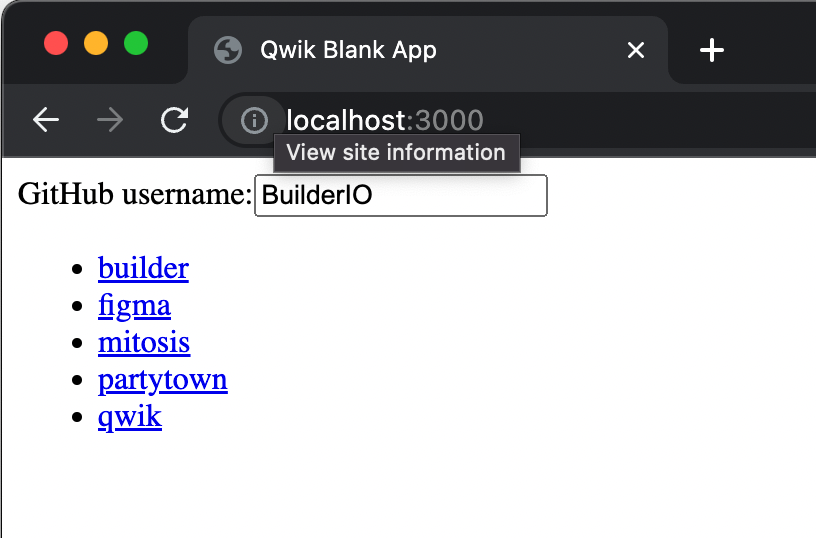 Qwik Blank App
localhost:3000
View site information
GitHub username: BuilderIO
builder
figma
mitosis
partytown
qwik